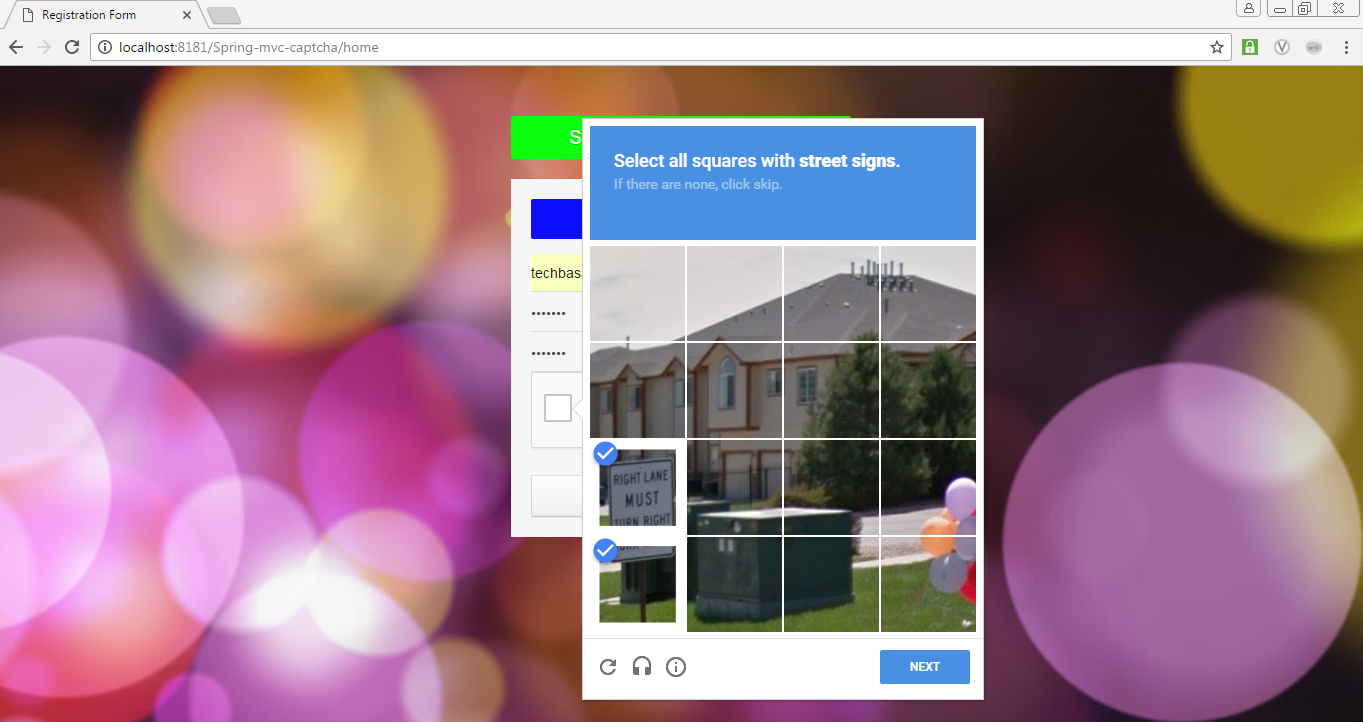 Registration Form
localhost:8181/Spring-mvc-captcha/home
S
Select all squares with street signs.
If there are none, click skip.
techbas
RIGHT LANE
MUST
TURN RIGHT
NEXT